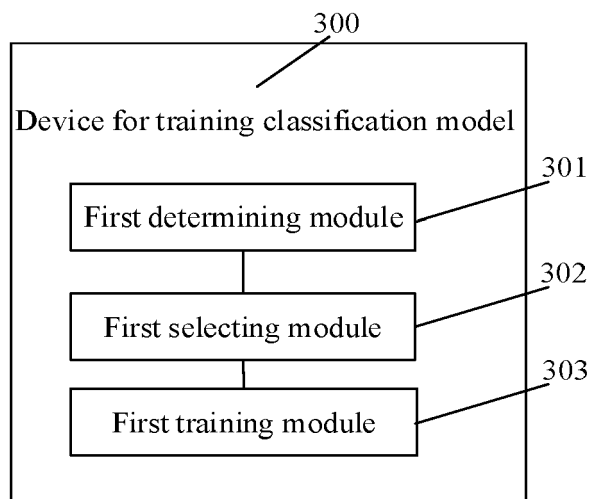 300
Device for training classification model
301
First determining module
302
First selecting module
303
First training module